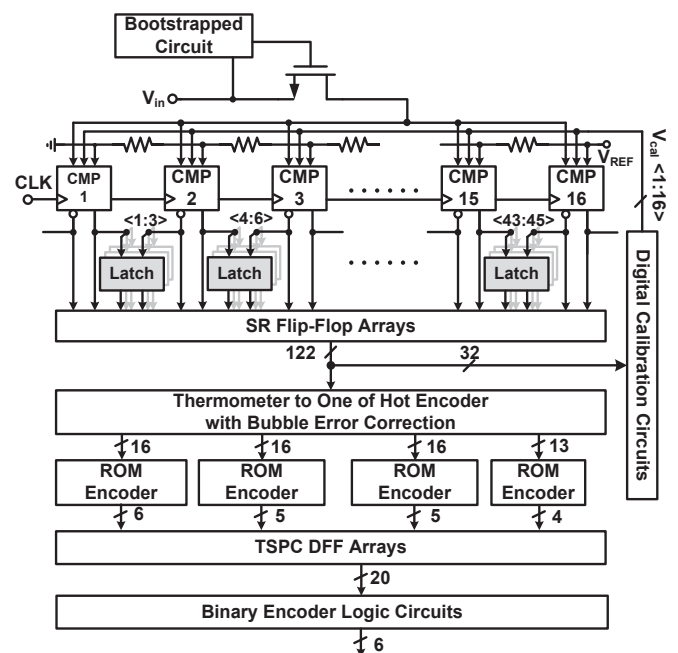 Bootstrapped
Circuit
Vin
VREF
Vcal <1:16>
CLK
CMP
1
CMP
2
CMP
3
CMP
15
CMP
16
<1:3>
<4:6>
<43:45>
Latch
Latch
Latch
Digital Calibration Circuits
SR Flip-Flop Arrays
122
32
Thermometer to One of Hot Encoder
with Bubble Error Correction
16
16
16
13
ROM
Encoder
ROM
Encoder
ROM
Encoder
ROM
Encoder
6
5
5
4
TSPC DFF Arrays
20
Binary Encoder Logic Circuits
6